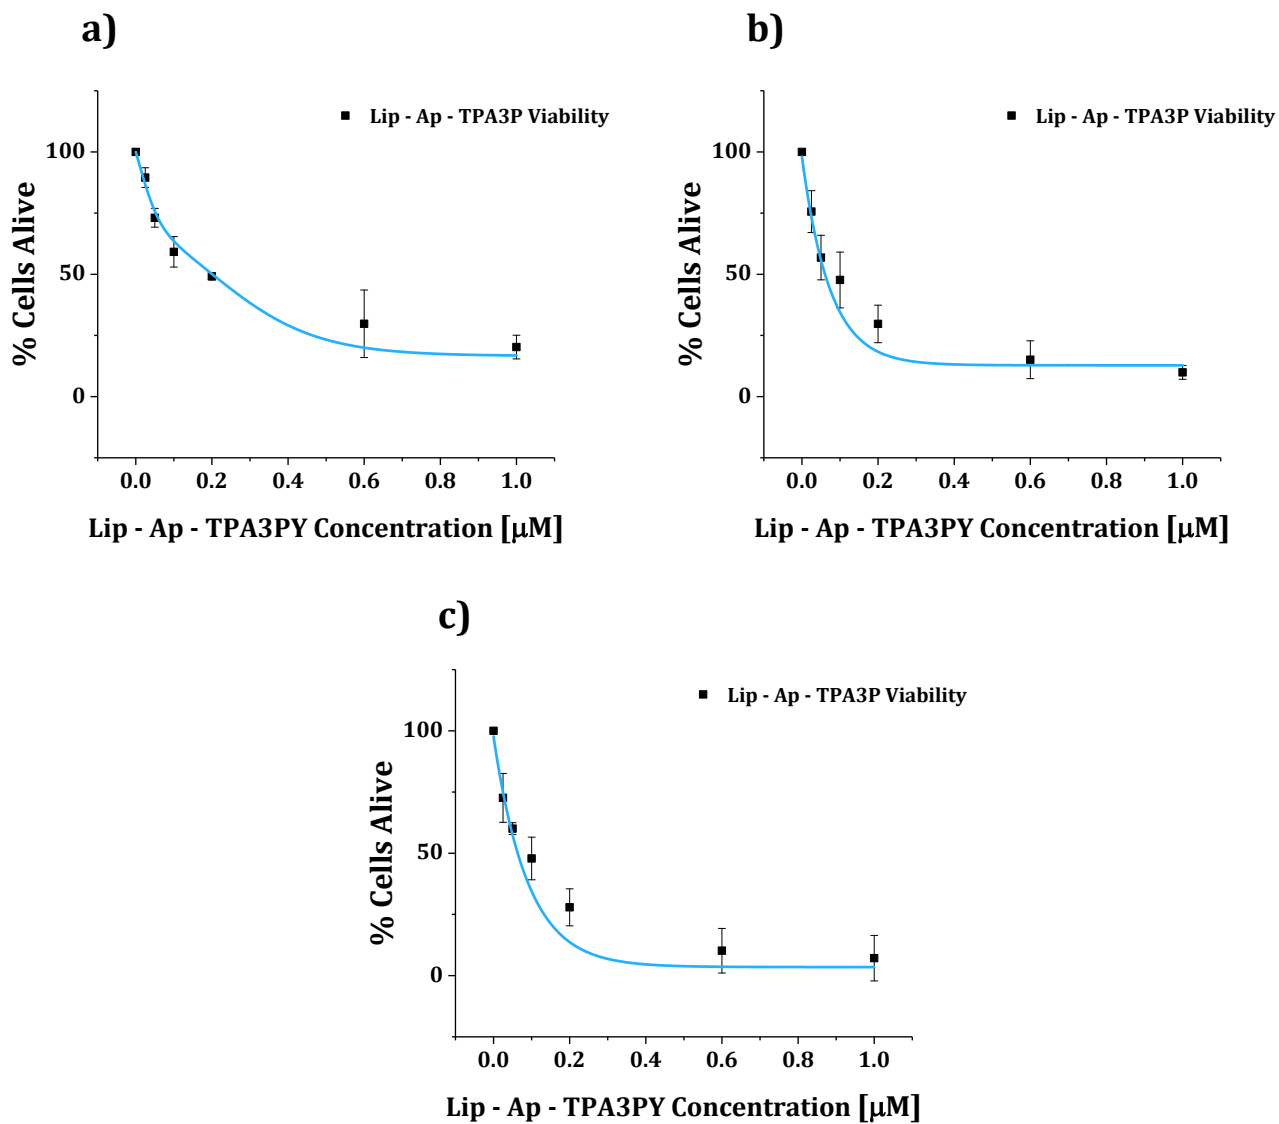 a)
Lip - Ap - TPA3P Viability
100
50
0
% Cells Alive
0.0 0.2 0.4 0.6 0.8 1.0
Lip - Ap - TPA3PY Concentration [μM]
b)
Lip - Ap - TPA3P Viability
100
50
0
% Cells Alive
0.0 0.2 0.4 0.6 0.8 1.0
Lip - Ap - TPA3PY Concentration [μM]
c)
Lip - Ap - TPA3P Viability
100
50
0
% Cells Alive
0.0 0.2 0.4 0.6 0.8 1.0
Lip - Ap - TPA3PY Concentration [μM]